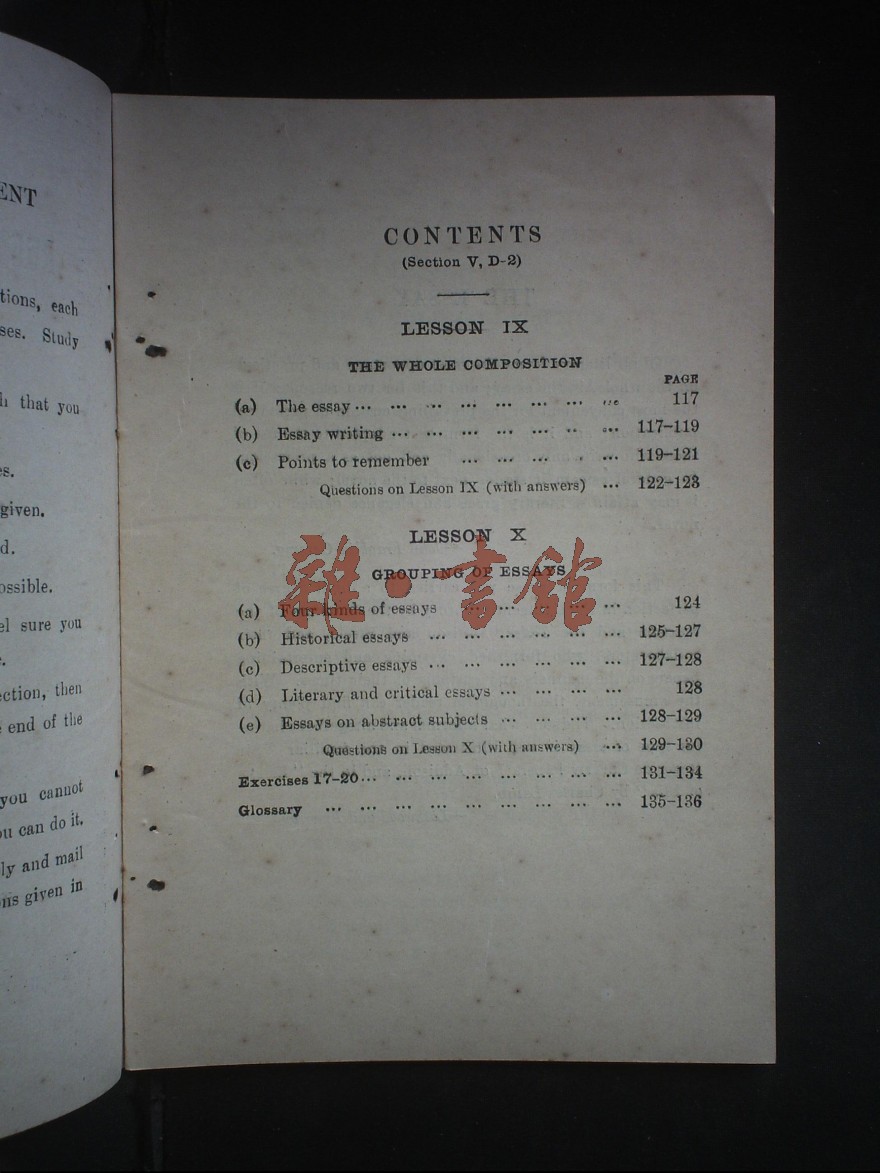 ENT
tions, each
ses. Study
that you
s.
given.
d.
ossible.
el sure you
ection, then
end of the
you cannot
ou can do it.
ly and mail
ns given in
CONTENTS
(Section V, D-2)
LESSON IX
THE WHOLE COMPOSITION
PAGE
(a) The essay ... ... ... ... ... ... ... ... 117
(b) Essay writing ... ... ... ... ... ... ... 117-119
(c) Points to remember ... ... ... ... ... 119-121
Questions on Lesson IX (with answers) ... 122-123
LESSON X
GROUPING OF ESSAYS
雜·書館
(a) Four kinds of essays ... ... ... ... ... 124
(b) Historical essays ... ... ... ... ... ... 125-127
(c) Descriptive essays ... ... ... ... ... ... 127-128
(d) Literary and critical essays ... ... ... ... 128
(e) Essays on abstract subjects ... ... ... ... 128-129
Questions on Lesson X (with answers) ... 129-130
Exercises 17-20 ... ... ... ... ... ... ... ... 131-134
Glossary ... ... ... ... ... ... ... ... ... 135-136